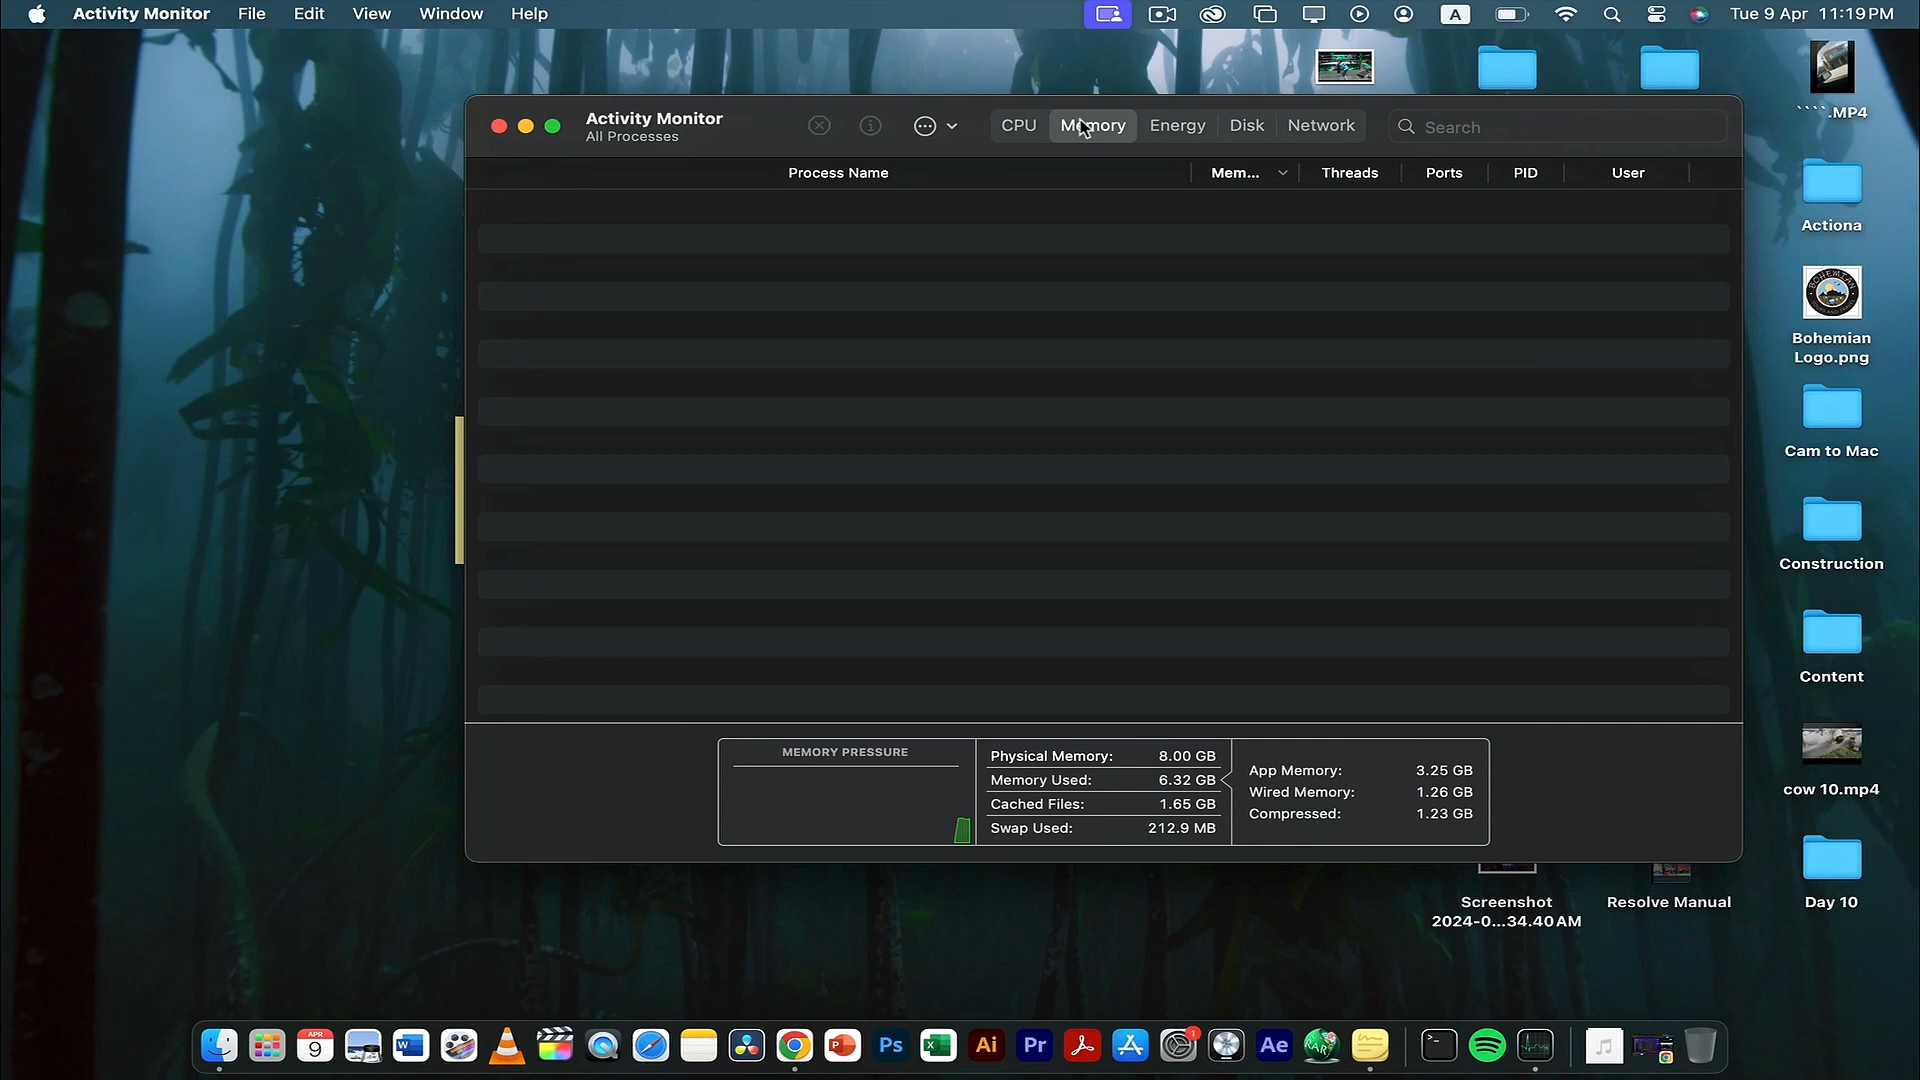 Activity Monitor File Edit View Window Help
A Tue 9 Apr 11:19 PM
Activity Monitor
All Processes
CPU Memory Energy Disk Network Search
Process Name Mem... Threads Ports PID User
MEMORY PRESSURE
Physical Memory: 8.00 GB
Memory Used: 6.32 GB
Cached Files: 1.65 GB
Swap Used: 212.9 MB
App Memory: 3.25 GB
Wired Memory: 1.26 GB
Compressed: 1.23 GB
````.MP4
Actiona
BOHEMIAN
Bohemian
Logo.png
Cam to Mac
Construction
Content
cow 10.mp4
Screenshot
2024-0...34.40 AM
Resolve Manual
Day 10
APR
9
W
P
Ps
X
Ai
Pr
1
Ae